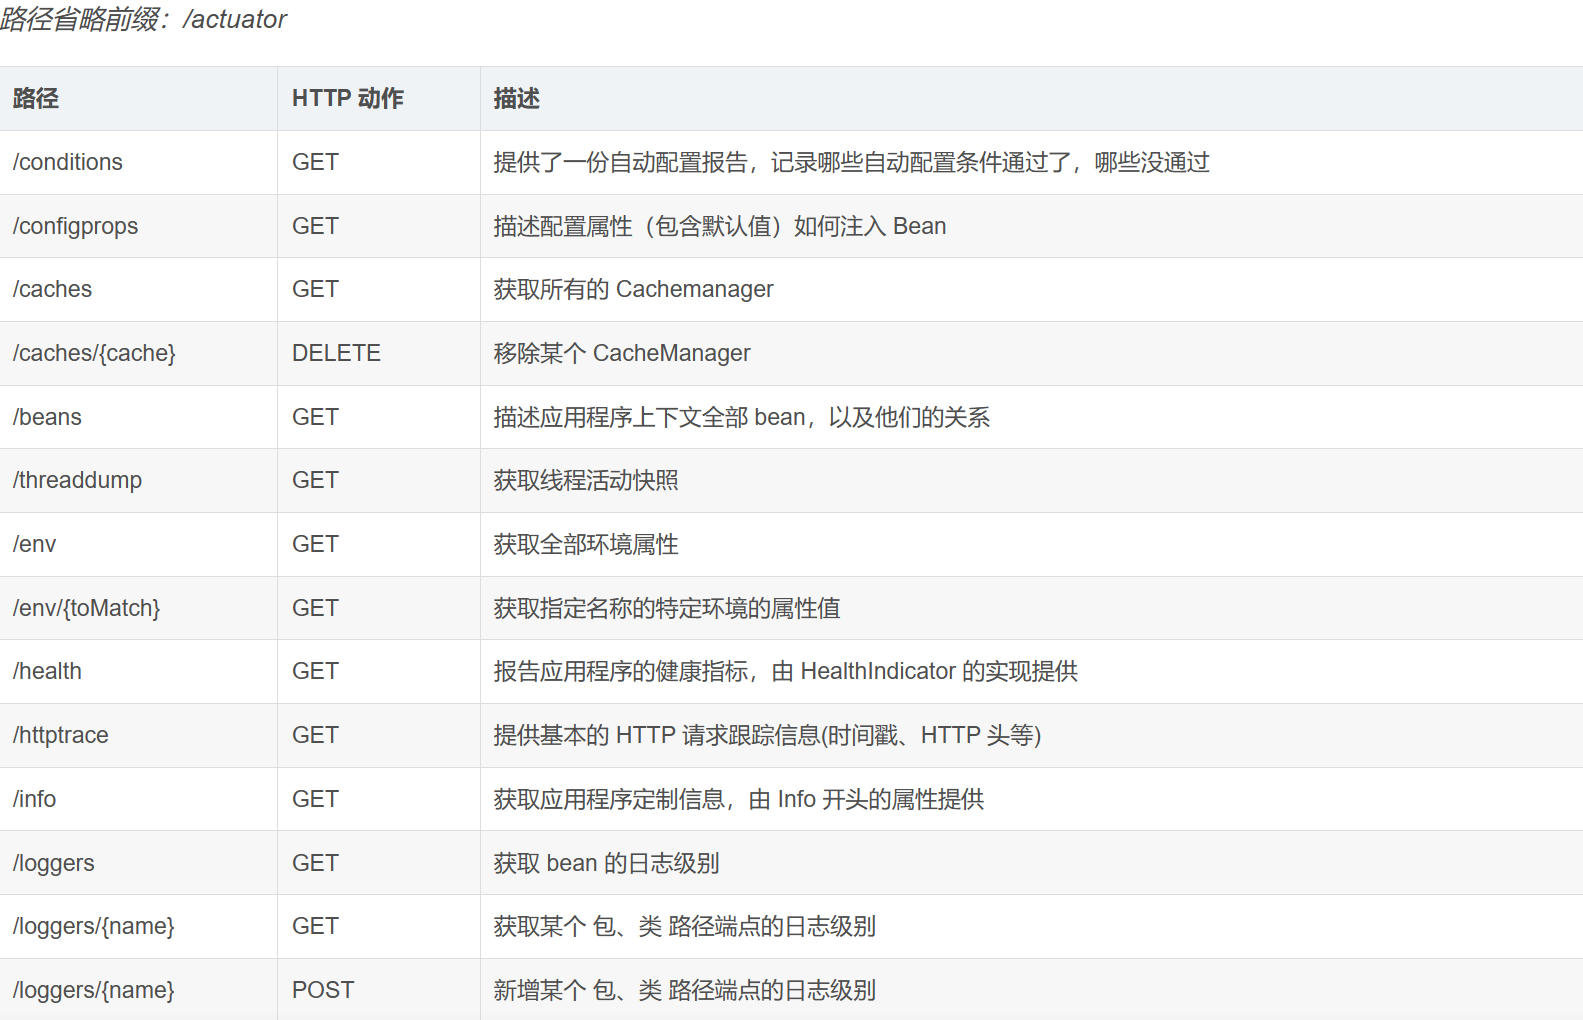 路径省略前缀：/actuator
路径 HTTP 动作 描述
/conditions GET 提供了一份自动配置报告，记录哪些自动配置条件通过了，哪些没通过
/configprops GET 描述配置属性（包含默认值）如何注入 Bean
/caches GET 获取所有的 Cachemanager
/caches/{cache} DELETE 移除某个 CacheManager
/beans GET 描述应用程序上下文全部 bean，以及他们的关系
/threaddump GET 获取线程活动快照
/env GET 获取全部环境属性
/env/{toMatch} GET 获取指定名称的特定环境的属性值
/health GET 报告应用程序的健康指标，由 HealthIndicator 的实现提供
/httptrace GET 提供基本的 HTTP 请求跟踪信息(时间戳、HTTP 头等)
/info GET 获取应用程序定制信息，由 Info 开头的属性提供
/loggers GET 获取 bean 的日志级别
/loggers/{name} GET 获取某个 包、类 路径端点的日志级别
/loggers/{name} POST 新增某个 包、类 路径端点的日志级别